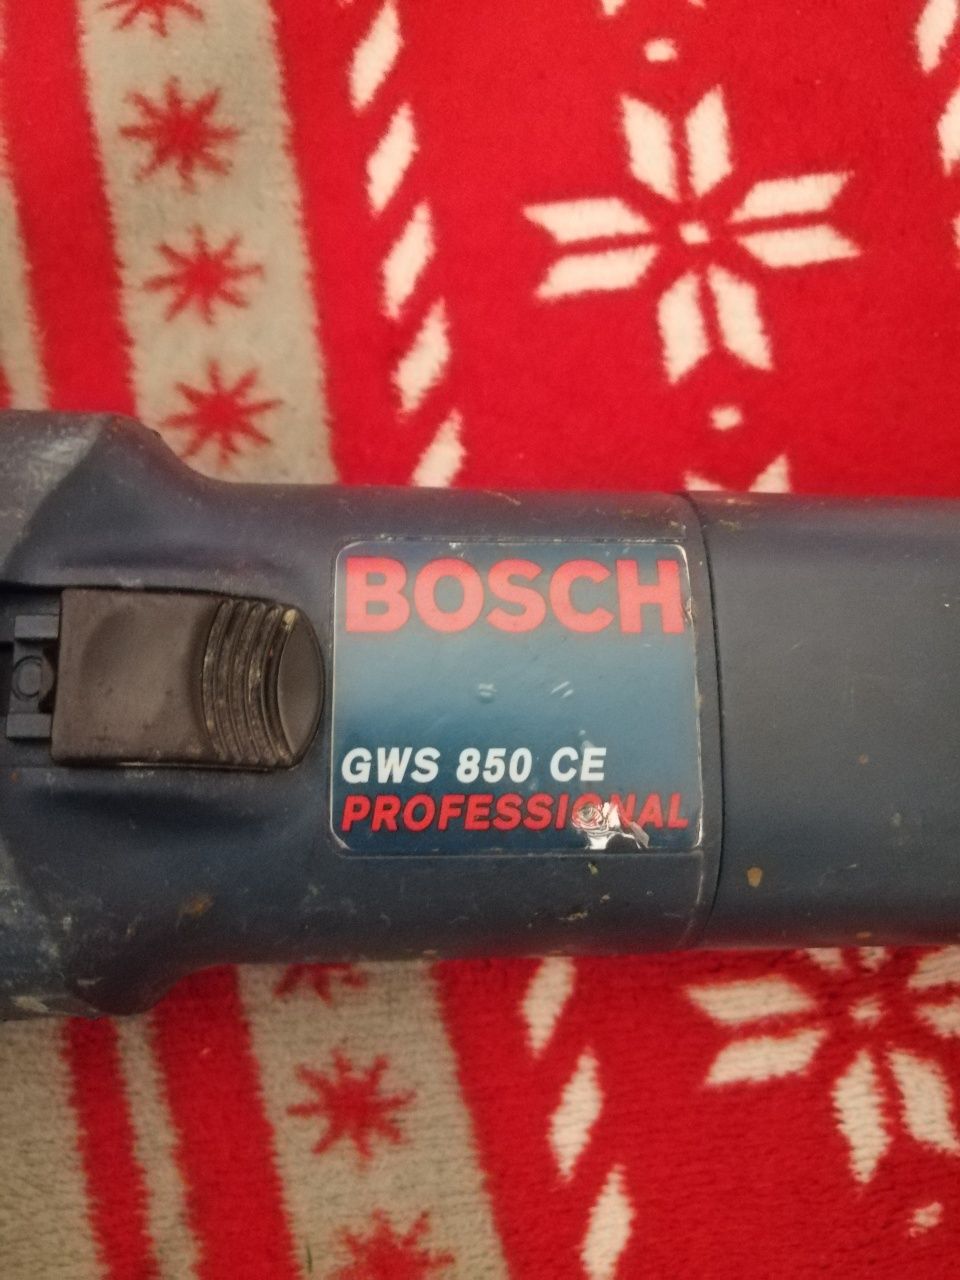 BOSCH
GWS 850 CE
PROFESSIONAL